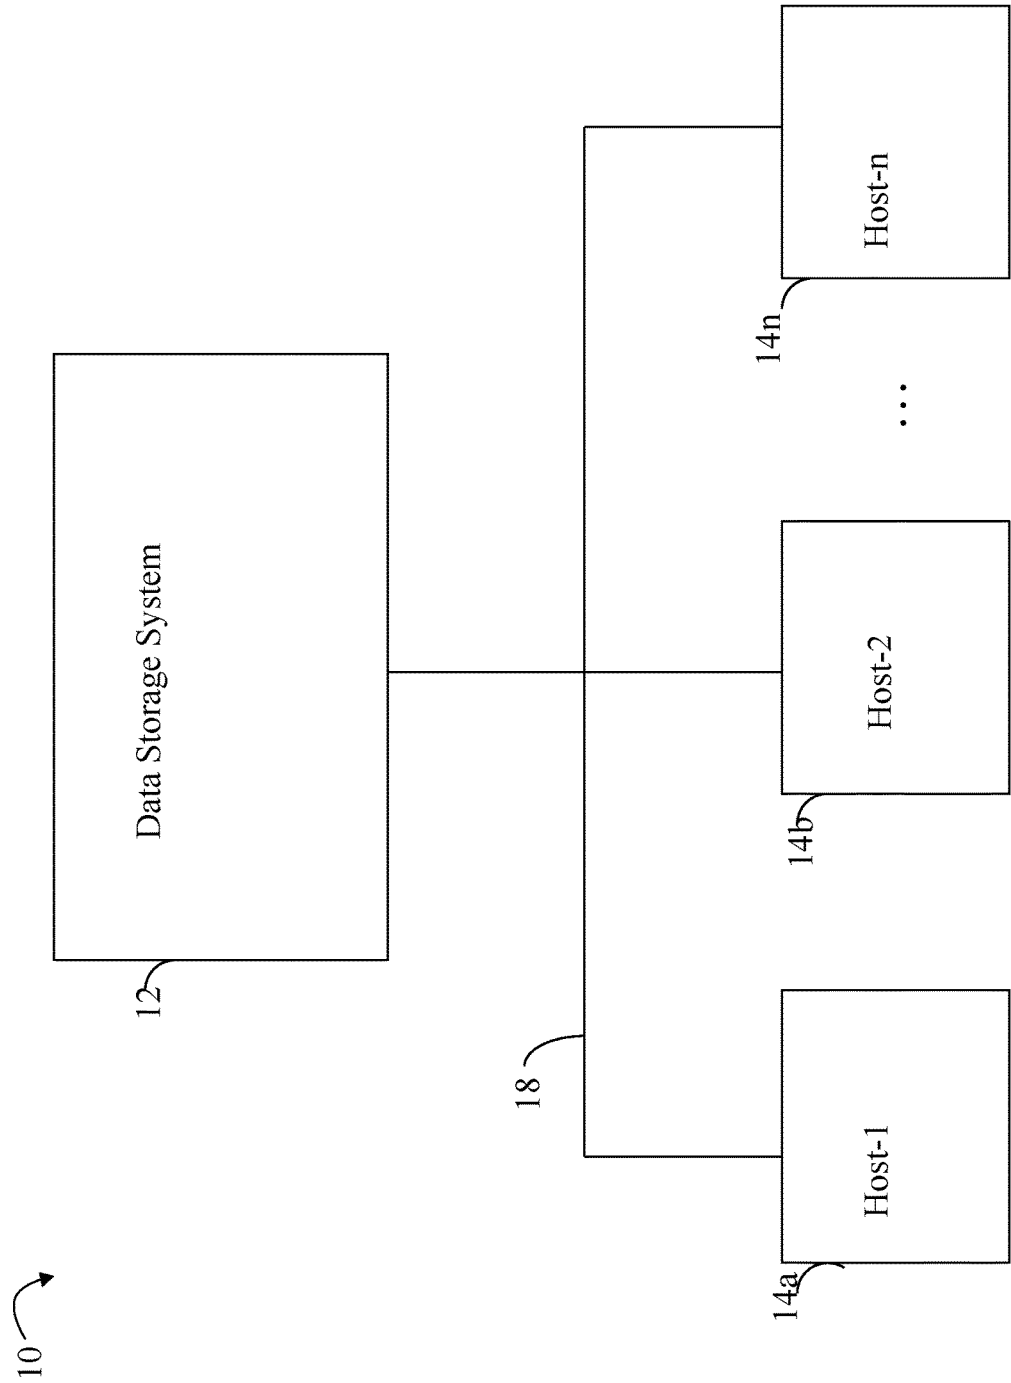 10
12
Data Storage System
18
14a
Host-1
14b
Host-2
...
14n
Host-n